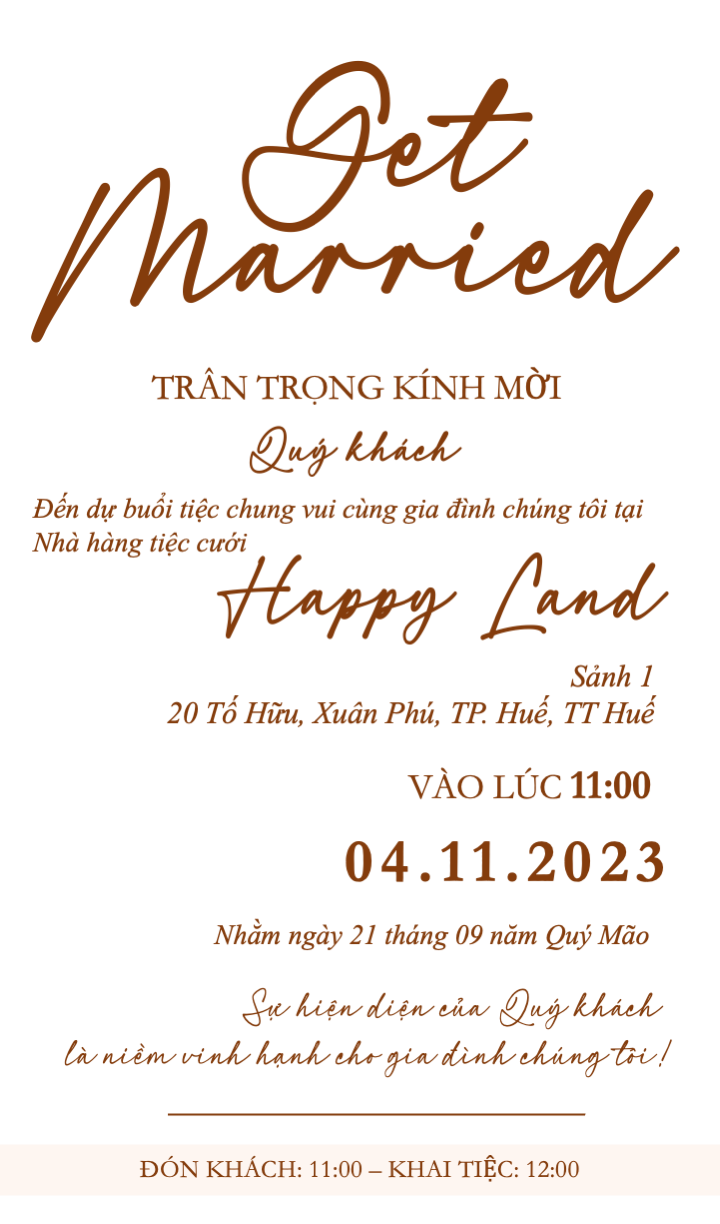 Get
Married
TRÂN TRỌNG KÍNH MỜI
Quý khách
Đến dự buổi tiệc chung vui cùng gia đình chúng tôi tại
Nhà hàng tiệc cưới
Happy Land
Sảnh 1
20 Tố Hữu, Xuân Phú, TP. Huế, TT Huế
VÀO LÚC 11:00
04.11.2023
Nhằm ngày 21 tháng 09 năm Quý Mão
Sự hiện diện của Quý khách
là niềm vinh hạnh cho gia đình chúng tôi!
ĐÓN KHÁCH: 11:00 – KHAI TIỆC: 12:00